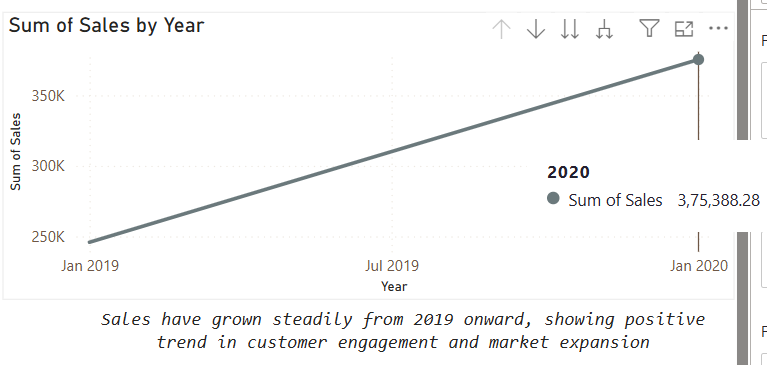 Sum of Sales by Year
350K
300K
250K
Sum of Sales
2020
Sum of Sales 3,75,388.28
Jan 2019 Jul 2019 Jan 2020
Year
Sales have grown steadily from 2019 onward, showing positive
trend in customer engagement and market expansion